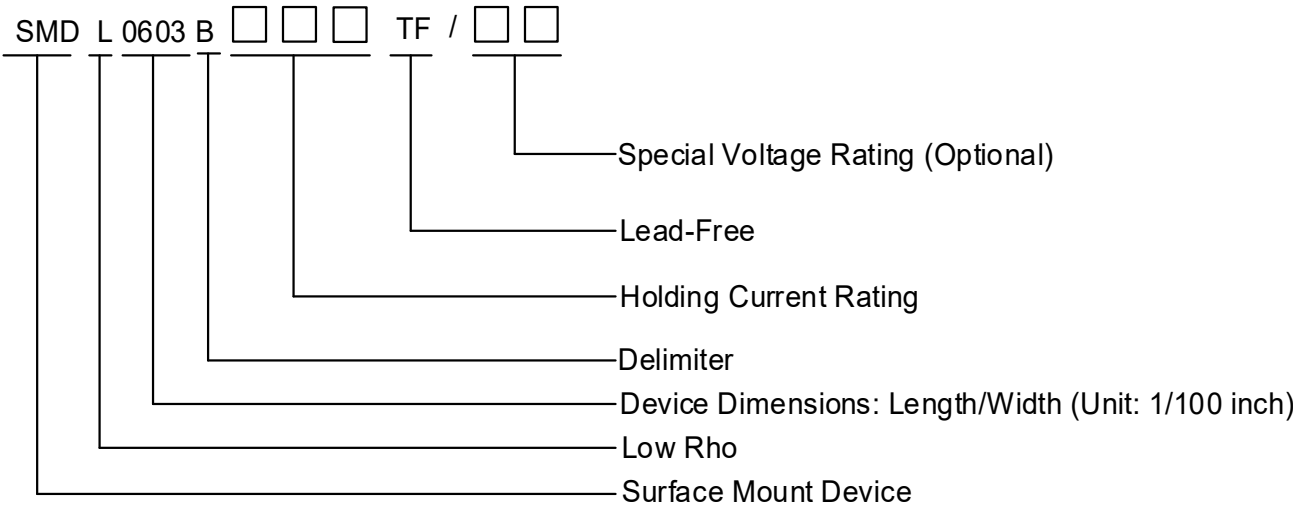 SMD L 0603 B □ □ □ TF / □ □
Special Voltage Rating (Optional)
Lead-Free
Holding Current Rating
Delimiter
Device Dimensions: Length/Width (Unit: 1/100 inch)
Low Rho
Surface Mount Device